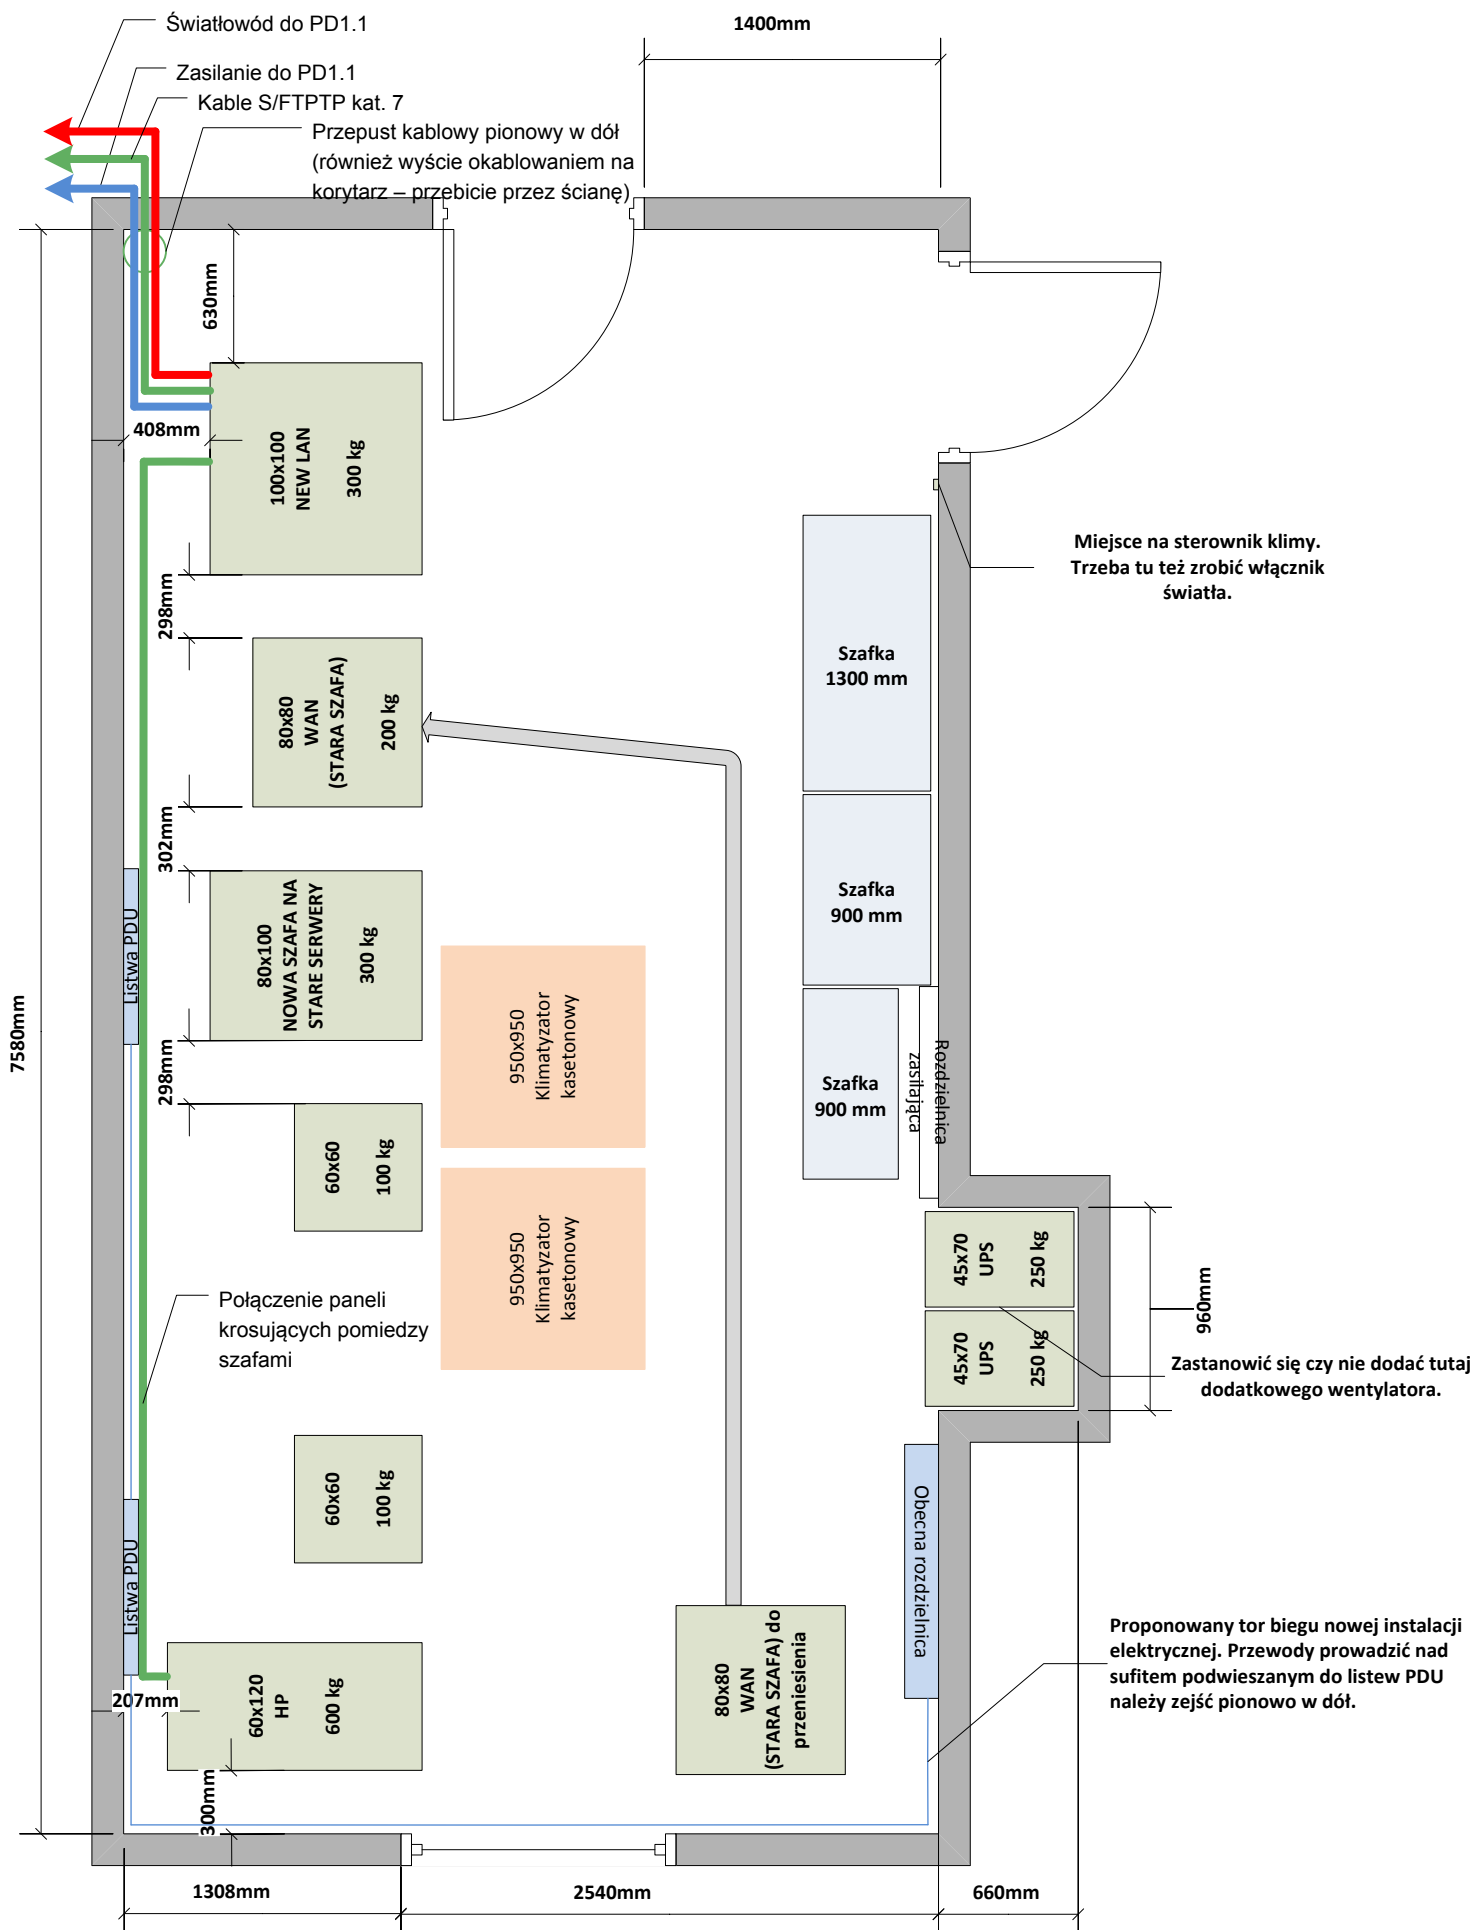 Światłowód do PD1.1
1400mm
Zasilanie do PD1.1
Kable S/FTPTP kat. 7
Przepust kablowy pionowy w dół
(również wyście okablowaniem na
korytarz – przebicie przez ścianę)
630mm
408mm
100x100
NEW LAN
300 kg
Miejsce na sterownik klimy.
Trzeba tu też zrobić włącznik
światła.
298mm
Szafka
1300 mm
80x80
WAN
(STARA SZAFA)
200 kg
302mm
Szafka
900 mm
Listwa PDU
80x100
NOWA SZAFA NA
STARE SERWERY
300 kg
950x950
Klimatyzator
kasetonowy
7580mm
298mm
Szafka
900 mm
Rozdzielnica
zasilająca
60x60
100 kg
950x950
Klimatyzator
kasetonowy
45x70
UPS
250 kg
960mm
Połączenie paneli
krosujących pomiedzy
szafami
45x70
UPS
250 kg
Zastanowić się czy nie dodać tutaj
dodatkowego wentylatora.
60x60
100 kg
Obecna rozdzielnica
Listwa PDU
Proponowany tor biegu nowej instalacji
elektrycznej. Przewody prowadzić nad
sufitem podwieszanym do listew PDU
należy zejść pionowo w dół.
207mm
60x120
HP
600 kg
80x80
WAN
(STARA SZAFA) do
przeniesienia
300mm
1308mm
2540mm
660mm